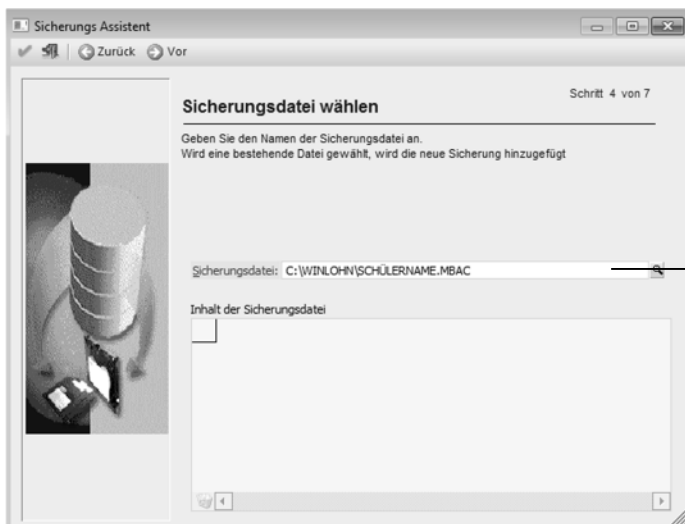 Sicherungs Assistent
Zurück Vor
Schritt 4 von 7
Sicherungsdatei wählen
Geben Sie den Namen der Sicherungsdatei an.
Wird eine bestehende Datei gewählt, wird die neue Sicherung hinzugefügt
Sicherungsdatei: C:\WINLOHN\SCHÜLERNAME.MBAC
Inhalt der Sicherungsdatei